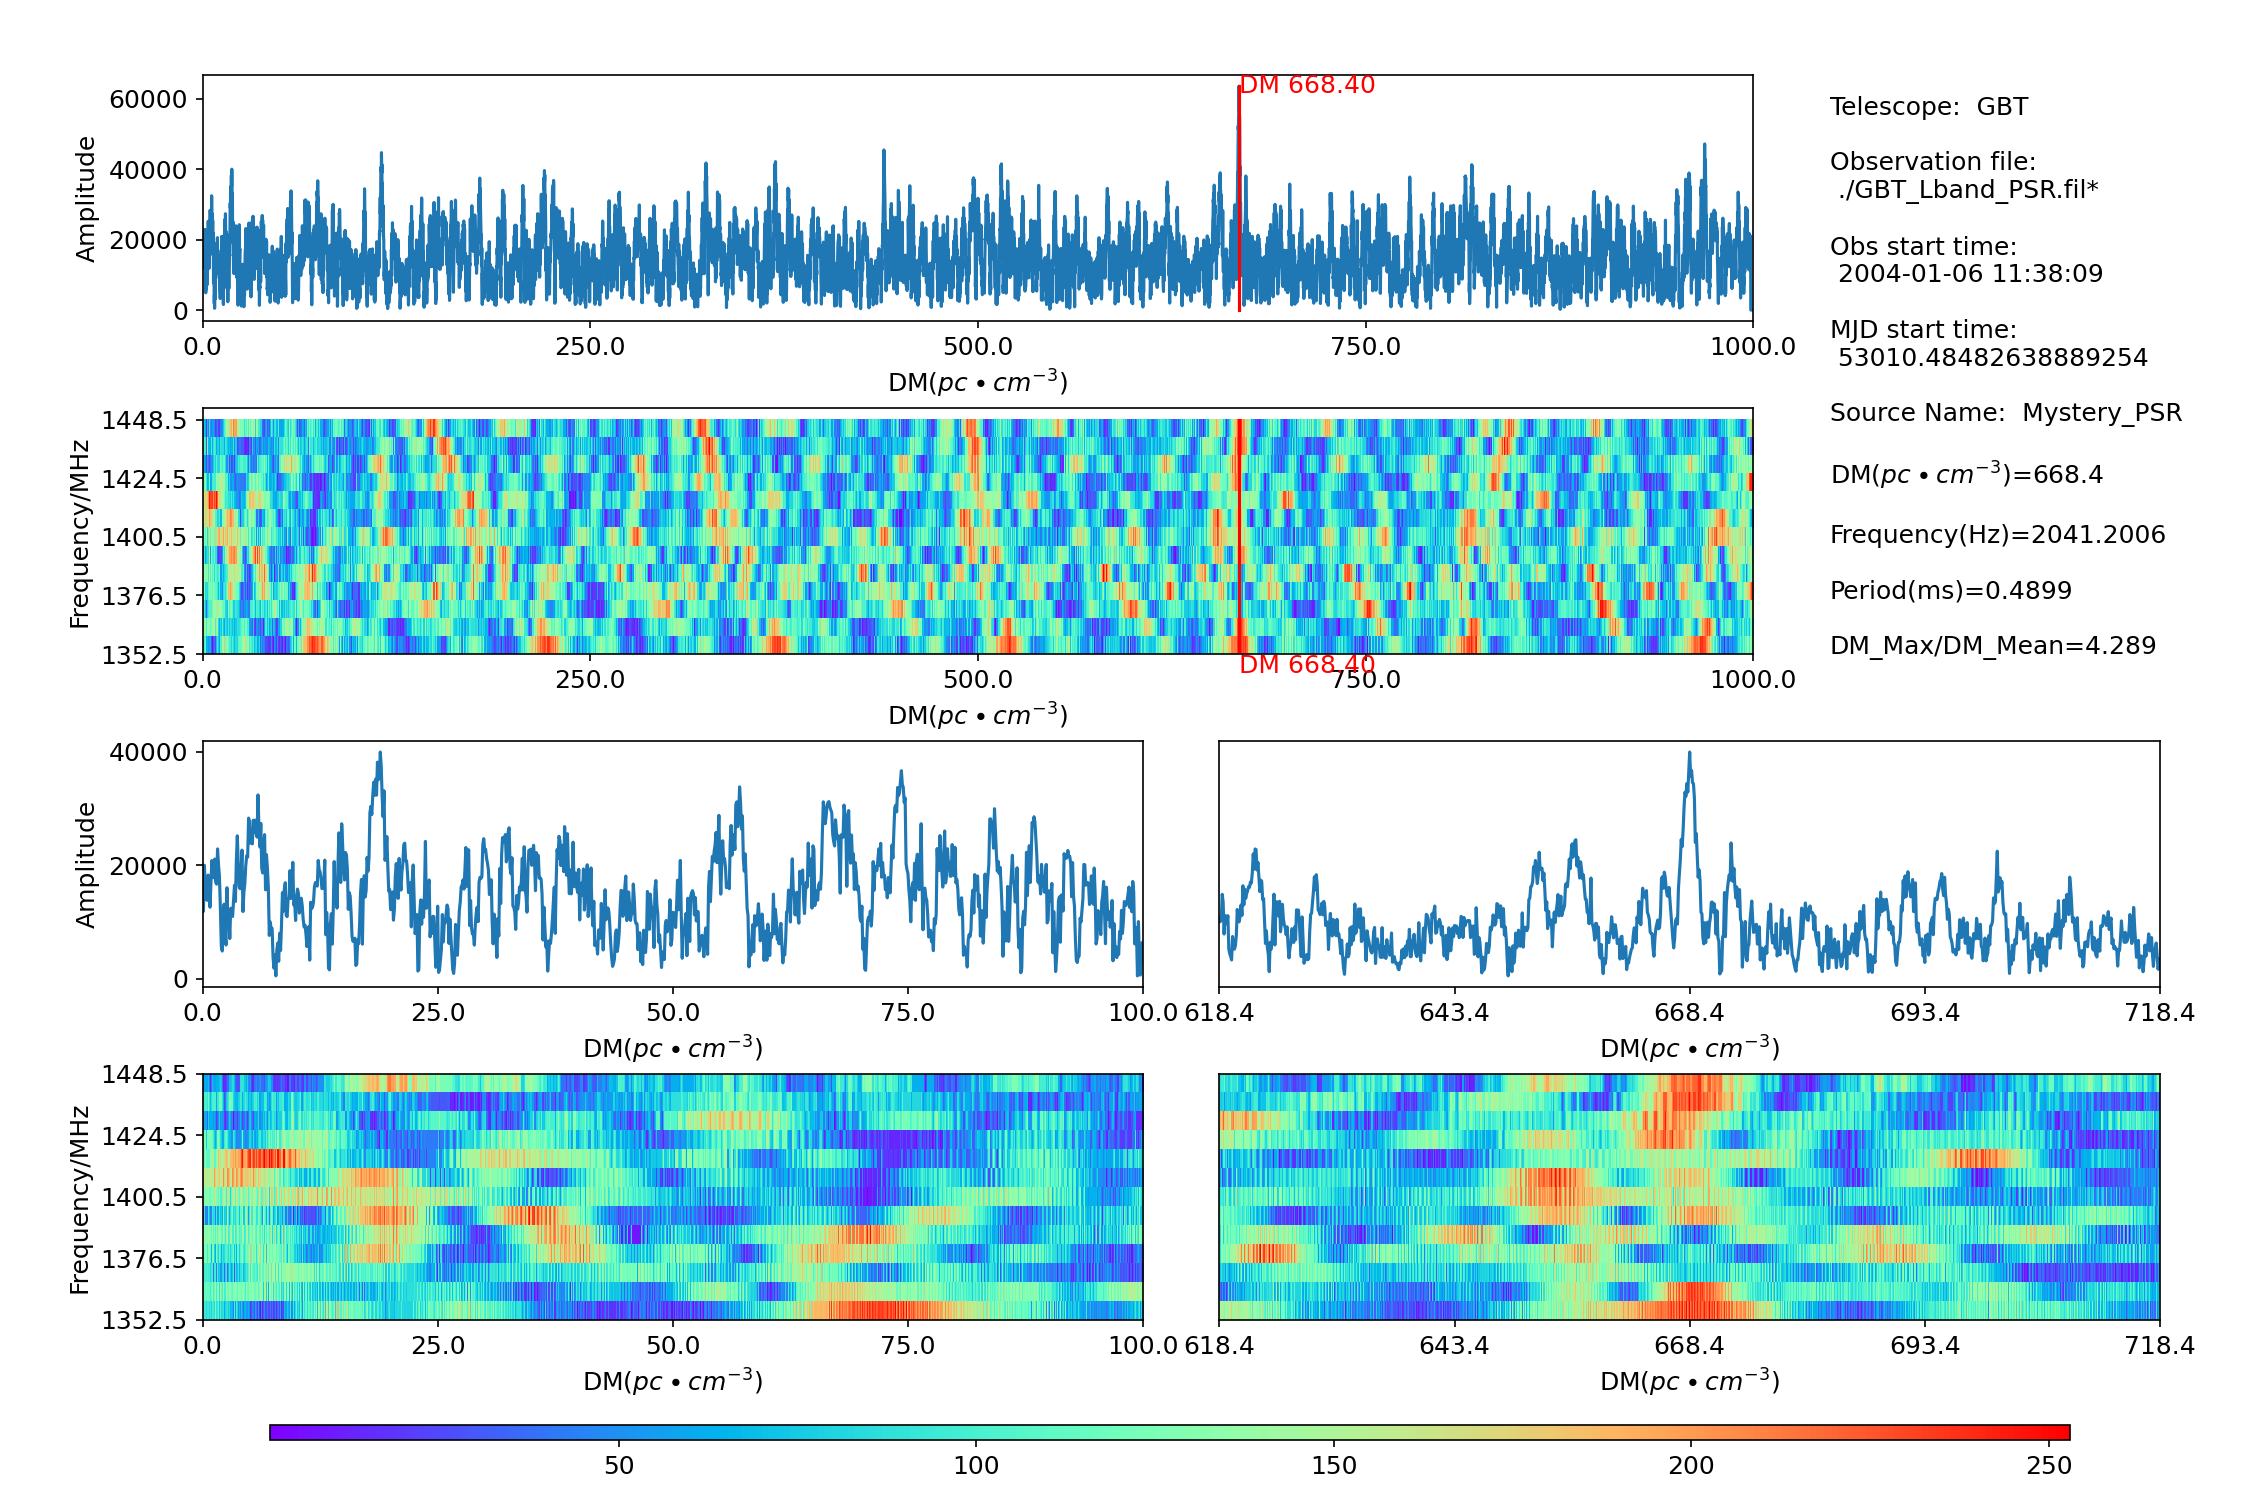 DM 668.40
60000
40000
20000
0
Amplitude
0.0 250.0 500.0 750.0 1000.0
DM(pc • cm⁻³)
Telescope:  GBT
Observation file:
./GBT_Lband_PSR.fil*
Obs start time:
2004-01-06 11:38:09
MJD start time:
53010.48482638889254
Source Name:  Mystery_PSR
DM(pc • cm⁻³)=668.4
Frequency(Hz)=2041.2006
Period(ms)=0.4899
DM_Max/DM_Mean=4.289
1448.5
1424.5
1400.5
1376.5
1352.5
Frequency/MHz
DM 668.40
0.0 250.0 500.0 750.0 1000.0
DM(pc • cm⁻³)
40000
20000
0
Amplitude
0.0 25.0 50.0 75.0 100.0
DM(pc • cm⁻³)
618.4 643.4 668.4 693.4 718.4
DM(pc • cm⁻³)
1448.5
1424.5
1400.5
1376.5
1352.5
Frequency/MHz
0.0 25.0 50.0 75.0 100.0
DM(pc • cm⁻³)
618.4 643.4 668.4 693.4 718.4
DM(pc • cm⁻³)
50 100 150 200 250